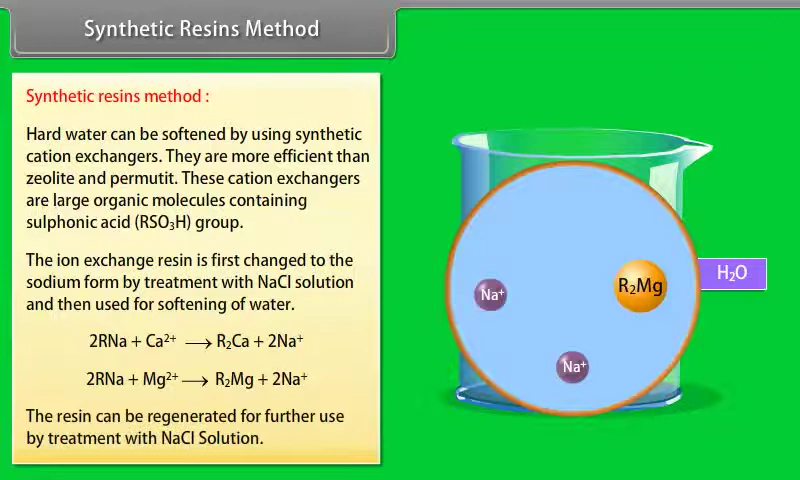 Synthetic Resins Method
Synthetic resins method :
Hard water can be softened by using synthetic
cation exchangers. They are more efficient than
zeolite and permutit. These cation exchangers
are large organic molecules containing
sulphonic acid (RSO₃H) group.
The ion exchange resin is first changed to the
sodium form by treatment with NaCl solution
and then used for softening of water.
2RNa + Ca²⁺ ⟶ R₂Ca + 2Na⁺
2RNa + Mg²⁺ ⟶ R₂Mg + 2Na⁺
The resin can be regenerated for further use
by treatment with NaCl Solution.
H₂O
R₂Mg
Na⁺
Na⁺